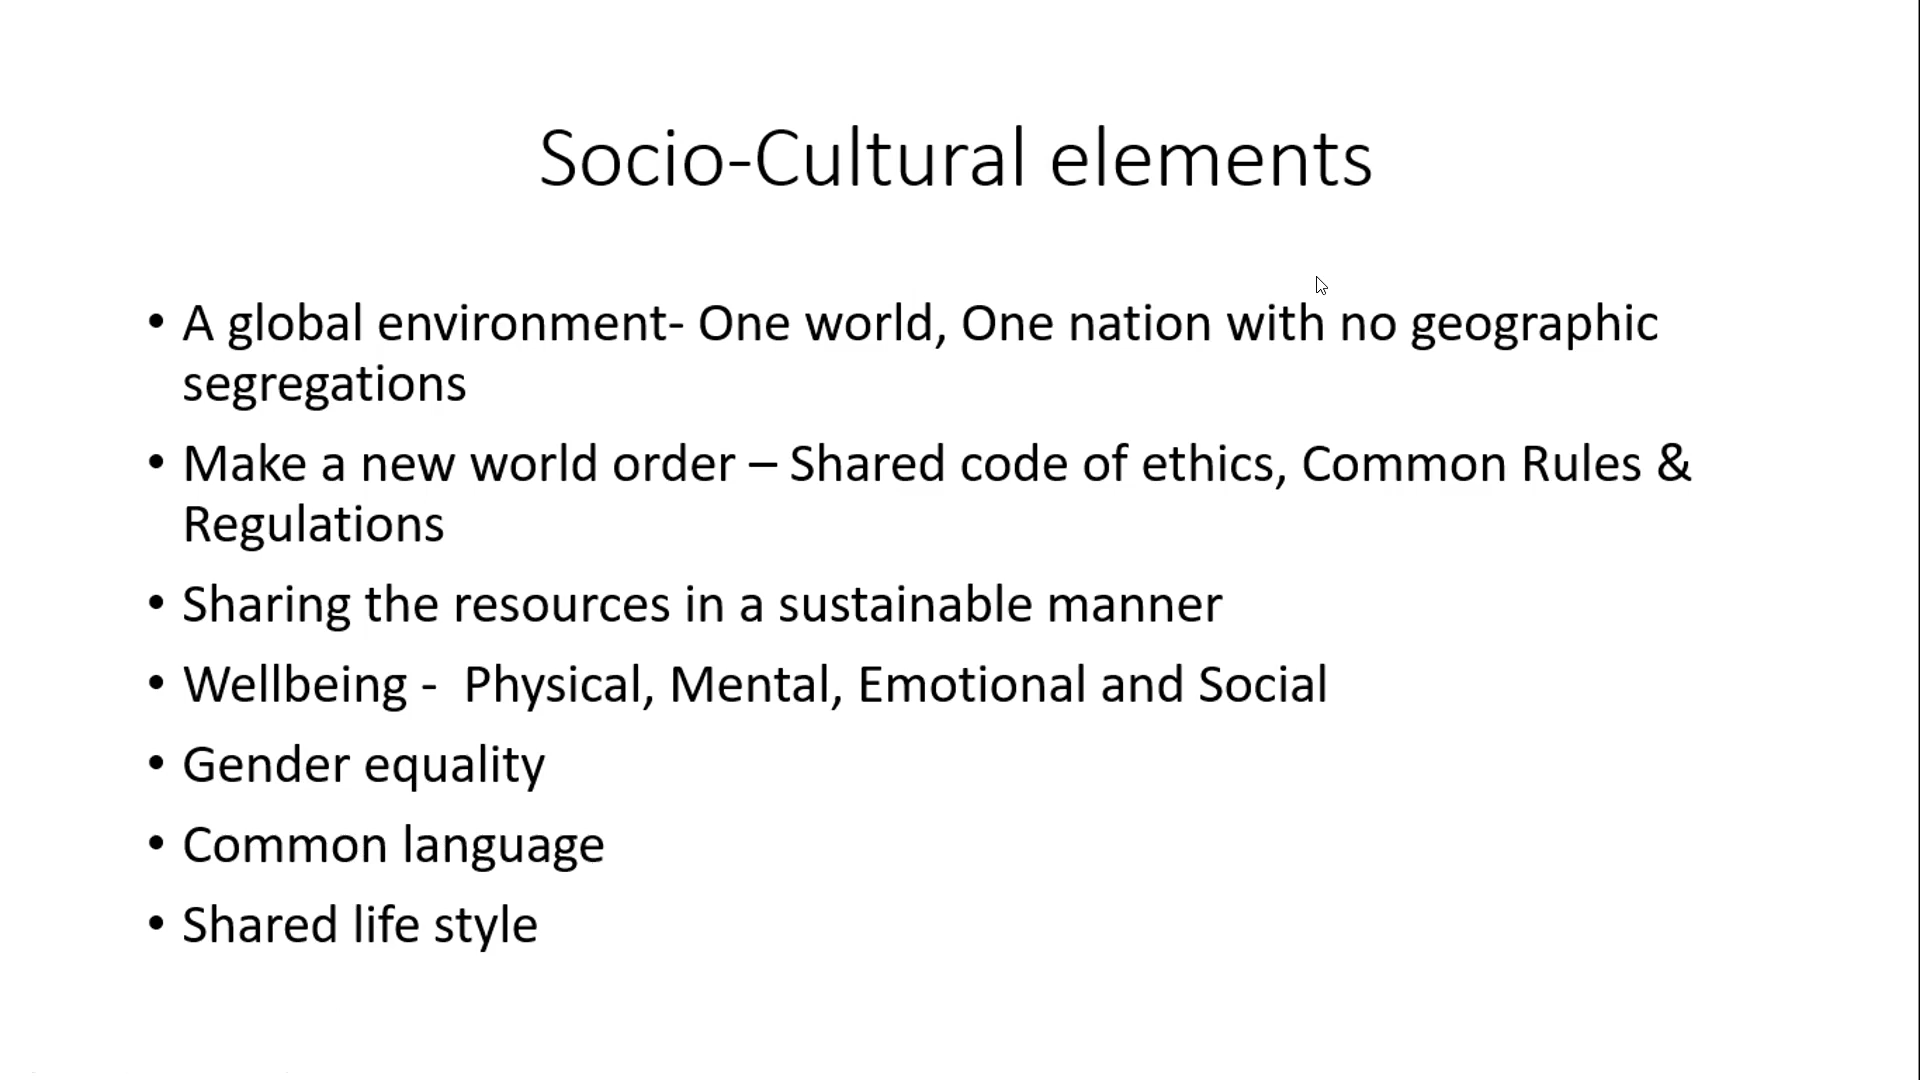 Socio-Cultural elements
• A global environment- One world, One nation with no geographic
segregations
• Make a new world order – Shared code of ethics, Common Rules &
Regulations
• Sharing the resources in a sustainable manner
• Wellbeing -  Physical, Mental, Emotional and Social
• Gender equality
• Common language
• Shared life style